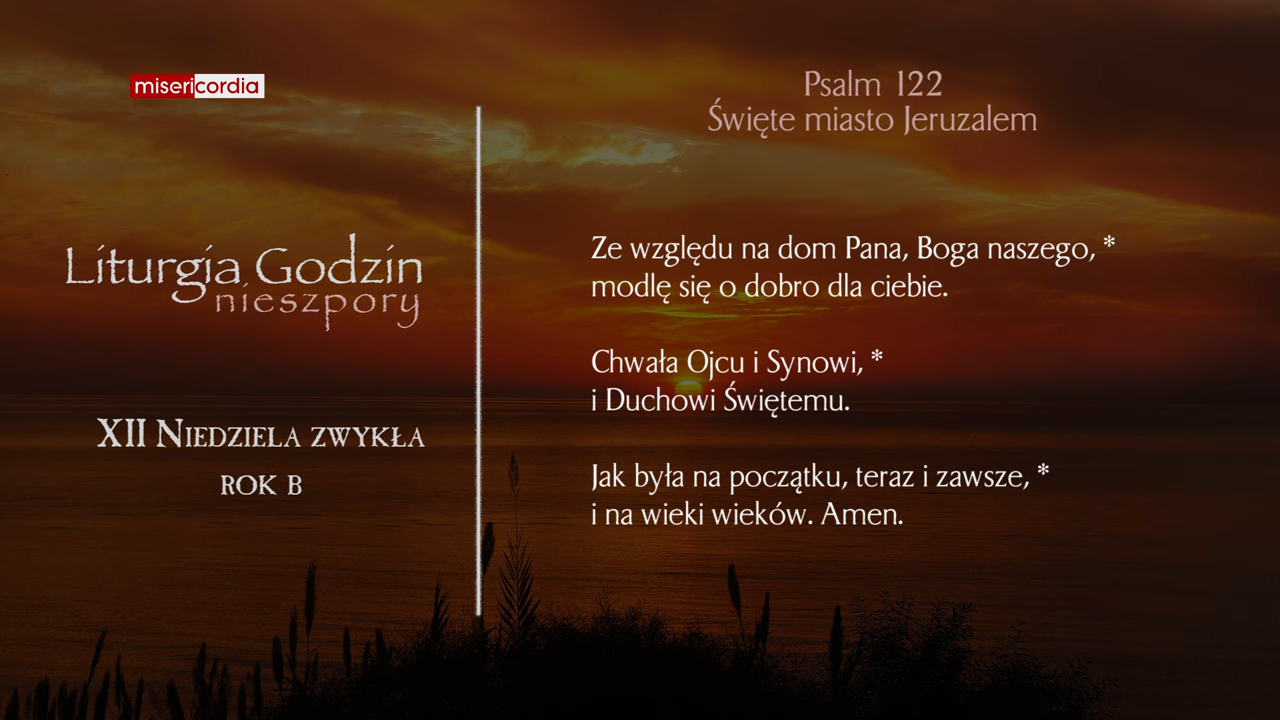 misericordia
Liturgia Godzin
nieszpory
XII Niedziela zwykła
rok B
Psalm 122
Święte miasto Jeruzalem
Ze względu na dom Pana, Boga naszego, *
modlę się o dobro dla ciebie.
Chwała Ojcu i Synowi, *
i Duchowi Świętemu.
Jak była na początku, teraz i zawsze, *
i na wieki wieków. Amen.